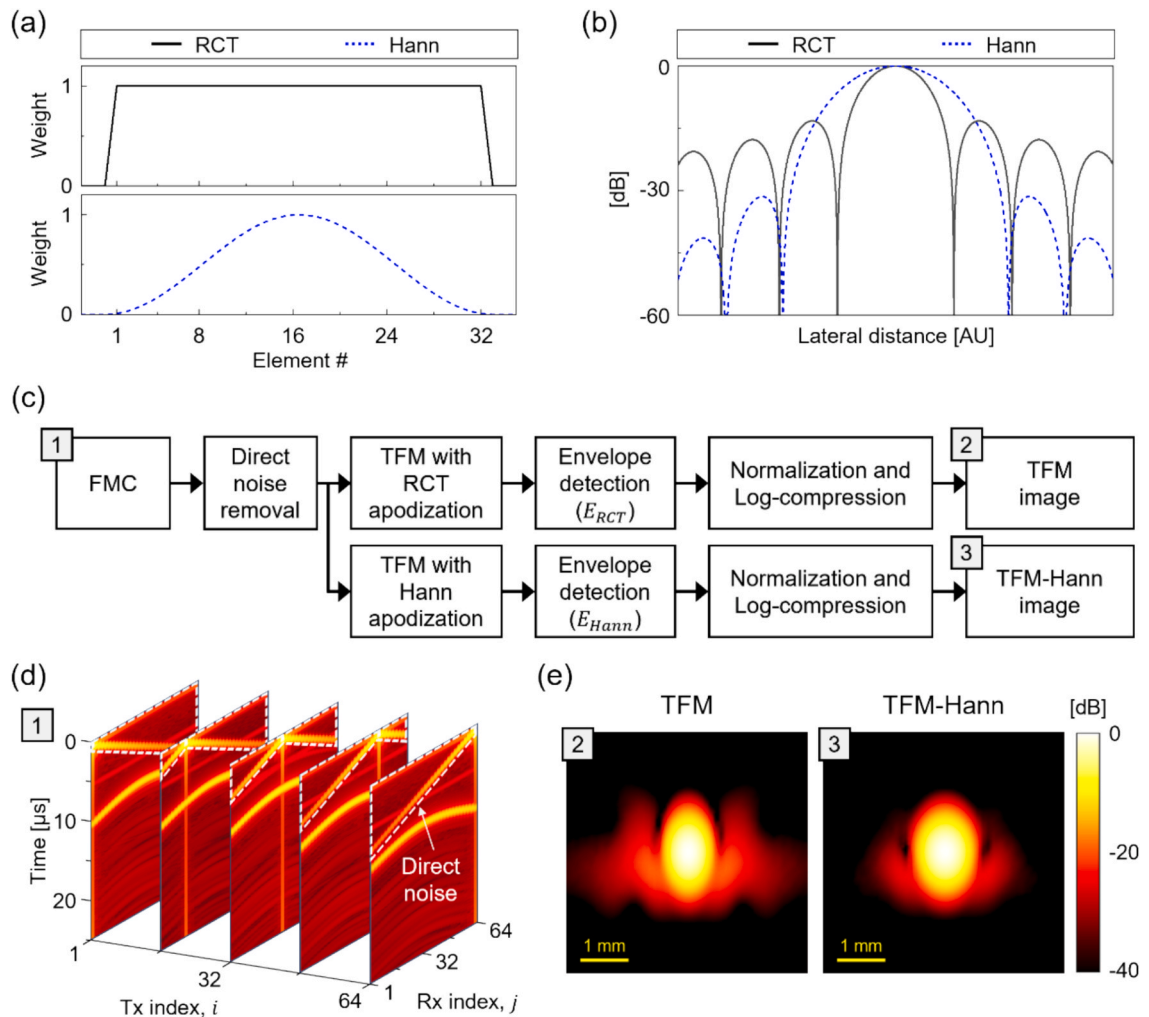 (a)
RCT Hann
1
Weight
0
1
Weight
0
1 8 16 24 32
Element #
(b)
RCT Hann
0
-30
[dB]
-60
Lateral distance [AU]
(c)
1
FMC
Direct
noise
removal
TFM with
RCT
apodization
Envelope
detection
(E_RCT)
Normalization and
Log-compression
2
TFM
image
TFM with
Hann
apodization
Envelope
detection
(E_Hann)
Normalization and
Log-compression
3
TFM-Hann
image
(d)
1
0
10
20
Time [µs]
Direct
noise
1
32
64
Tx index, i
1
32
64
Rx index, j
(e)
TFM
2
1 mm
TFM-Hann
3
1 mm
[dB]
0
-20
-40